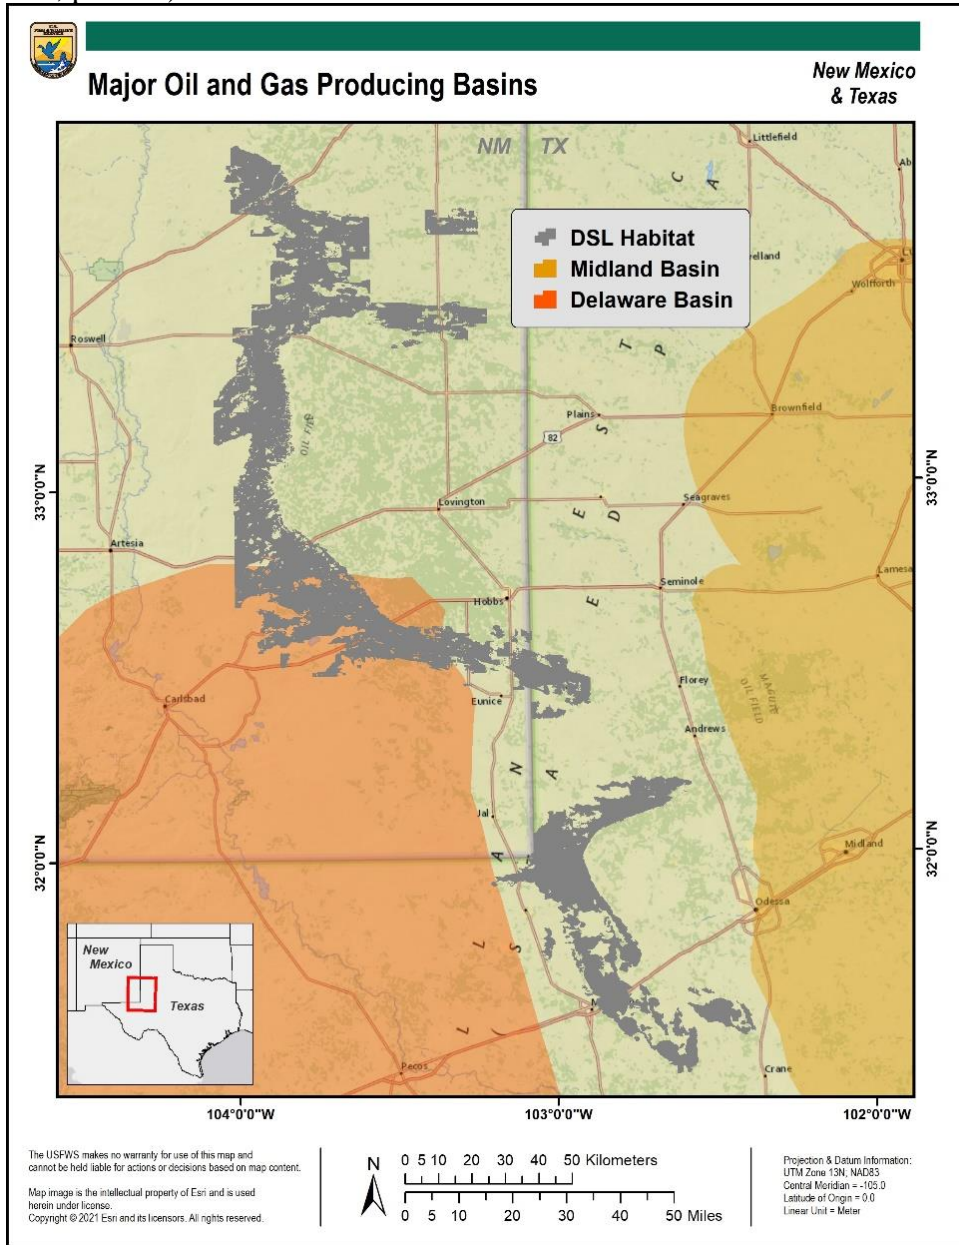 Major Oil and Gas Producing Basins
New Mexico
& Texas
NM TX
Littlefield
Ab
C
A
DSL Habitat
Midland Basin
Delaware Basin
elland
Wolfforth
Roswell
T
P
Plains
Brownfield
S
82
33°0'0"N
33°0'0"N
Lovington
Seagraves
E
D
Artesia
Lamesa
Seminole
Hobbs
E
Carlsbad
Eunice
Florey
OIL FIELD
Andrews
N
A
Jal
Midland
32°0'0"N
32°0'0"N
A
Odessa
L
S
New
Mexico
Texas
L
Pecos
Crane
104°0'0"W
103°0'0"W
102°0'0"W
The USFWS makes no warranty for use of this map and
cannot be held liable for actions or decisions based on map content.
Map image is the intellectual property of Esri and is used
herein under license.
Copyright © 2021 Esri and its licensors. All rights reserved.
N
0 5 10 20 30 40 50 Kilometers
0 5 10 20 30 40 50 Miles
Projection & Datum Information:
UTM Zone 13N; NAD83
Central Meridian = -105.0
Latitude of Origin = 0.0
Linear Unit = Meter